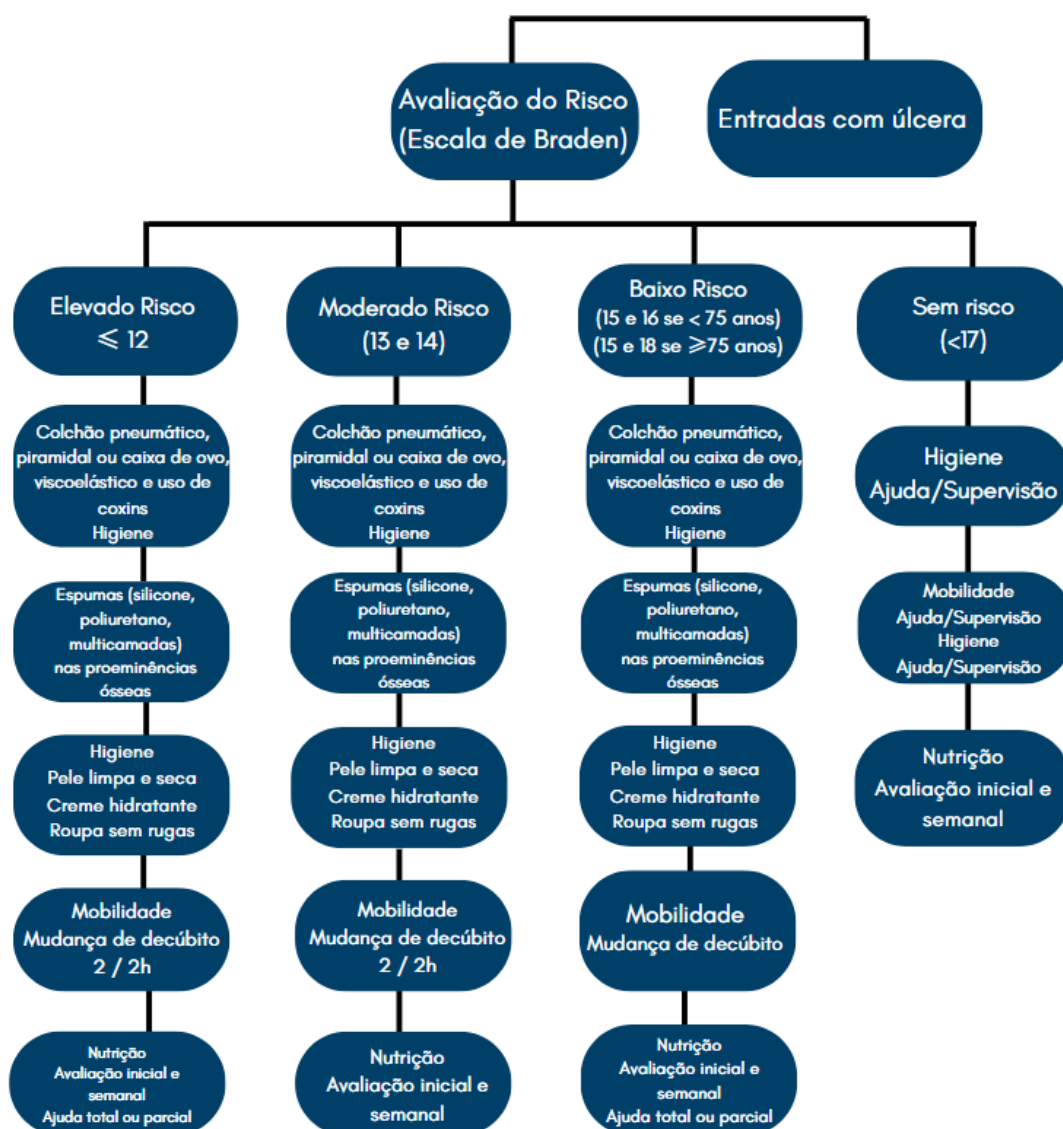 Avaliação do Risco
(Escala de Braden)
Entradas com úlcera
Elevado Risco
⩽ 12
Moderado Risco
(13 e 14)
Baixo Risco
(15 e 16 se < 75 anos)
(15 e 18 se ⩾75 anos)
Sem risco
(<17)
Colchão pneumático,
piramidal ou caixa de ovo,
viscoelástico e uso de
coxins
Higiene
Colchão pneumático,
piramidal ou caixa de ovo,
viscoelástico e uso de
coxins
Higiene
Colchão pneumático,
piramidal ou caixa de ovo,
viscoelástico e uso de
coxins
Higiene
Higiene
Ajuda/Supervisão
Espumas (silicone,
poliuretano,
multicamadas)
nas proeminências
ósseas
Espumas (silicone,
poliuretano,
multicamadas)
nas proeminências
ósseas
Espumas (silicone,
poliuretano,
multicamadas)
nas proeminências
ósseas
Mobilidade
Ajuda/Supervisão
Higiene
Ajuda/Supervisão
Higiene
Pele limpa e seca
Creme hidratante
Roupa sem rugas
Higiene
Pele limpa e seca
Creme hidratante
Roupa sem rugas
Higiene
Pele limpa e seca
Creme hidratante
Roupa sem rugas
Nutrição
Avaliação inicial e
semanal
Mobilidade
Mudança de decúbito
2 / 2h
Mobilidade
Mudança de decúbito
2 / 2h
Mobilidade
Mudança de decúbito
Nutrição
Avaliação inicial e
semanal
Ajuda total ou parcial
Nutrição
Avaliação inicial e
semanal
Nutrição
Avaliação inicial e
semanal
Ajuda total ou parcial